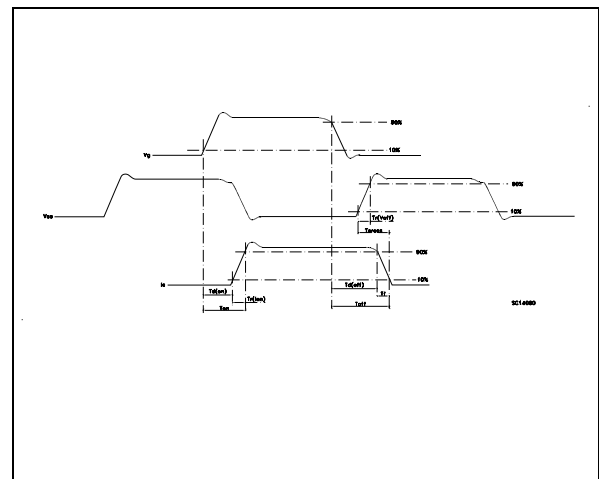 90%
10%
Vg
90%
10%
Vce
Tr(Voff)
Tcross
90%
10%
Ic
Td(on)
Tr(Ion)
Ton
Td(off)
Tf
Toff
SC14080